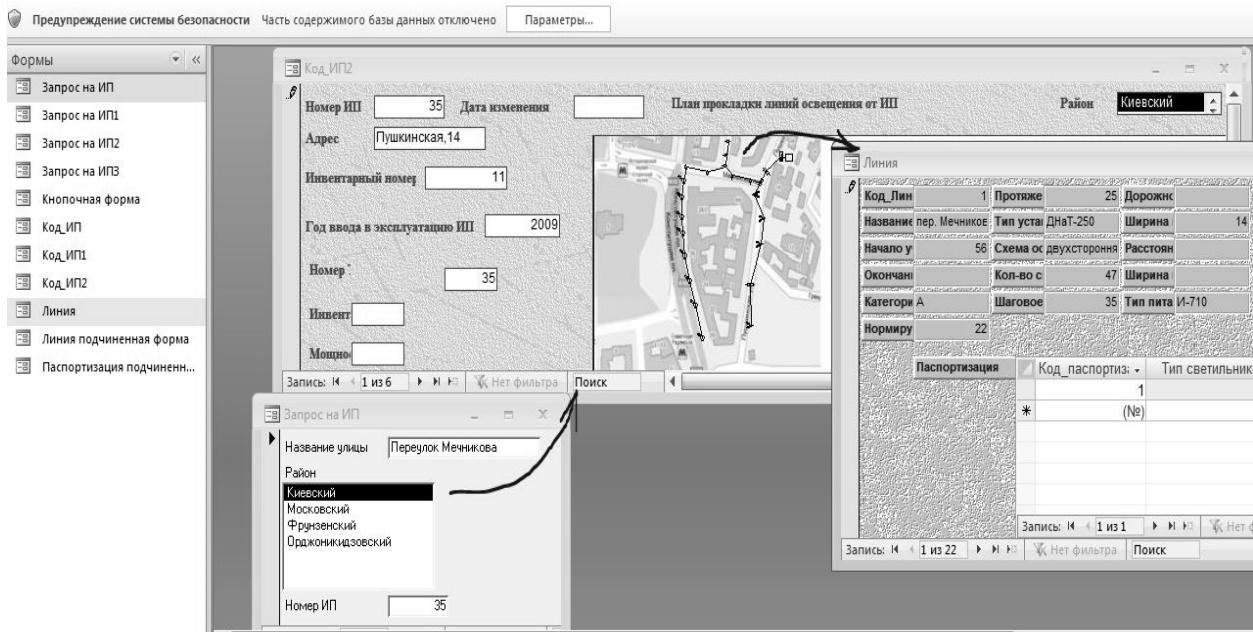 Предупреждение системы безопасности Часть содержимого базы данных отключено Параметры...
Формы
Запрос на ИП
Запрос на ИП1
Запрос на ИП2
Запрос на ИП3
Кнопочная форма
Код_ИП
Код_ИП1
Код_ИП2
Линия
Линия подчиненная форма
Паспортизация подчиненн...
Код_ИП2
Номер ИП 35 Дата изменения План прокладки линий освещения от ИП Район Киевский
Адрес Пушкинская,14
Инвентарный номер 11
Год ввода в эксплуатацию ИП 2009
Номер 35
Инвент
Мощно
Запись: 1 из 6 Нет фильтра Поиск
Запрос на ИП
Название улицы Переулок Мечникова
Район
Киевский
Московский
Фрунзенский
Орджоникидзовский
Номер ИП 35
Линия
Код_Лин 1 Протяже 25 Дорожнс
Название пер. Мечников Тип уста ДНаТ-250 Ширина 14
Начало у 56 Схема ос двухстороння Расстоян
Окончани Кол-во с 47 Ширина
Категори А Шаговое 35 Тип пита И-710
Нормиру 22
Паспортизация Код_паспортиз Тип светильник
1
(№)
Запись: 1 из 1 Нет ф
Запись: 1 из 22 Нет фильтра Поиск